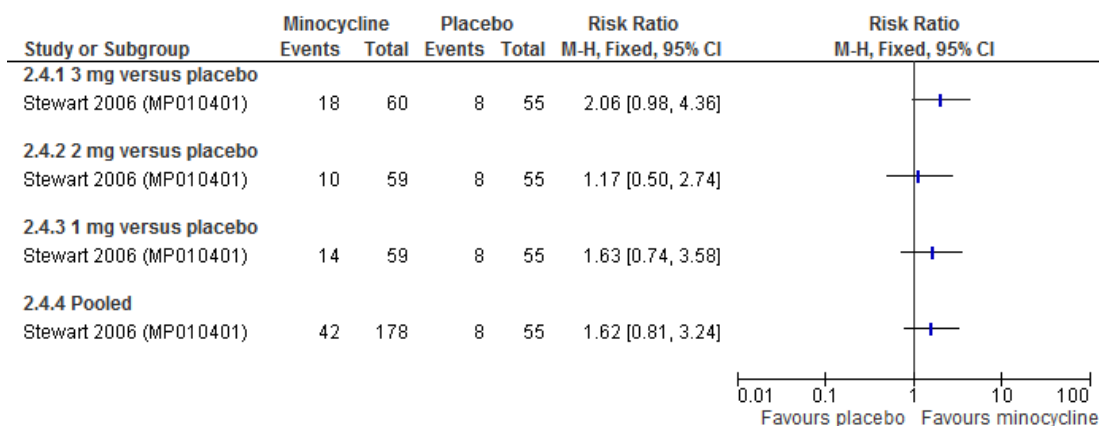 Minocycline Placebo Risk Ratio Risk Ratio
Study or Subgroup Events Total Events Total M-H, Fixed, 95% CI M-H, Fixed, 95% CI
2.4.1 3 mg versus placebo
Stewart 2006 (MP010401) 18 60 8 55 2.06 [0.98, 4.36]
2.4.2 2 mg versus placebo
Stewart 2006 (MP010401) 10 59 8 55 1.17 [0.50, 2.74]
2.4.3 1 mg versus placebo
Stewart 2006 (MP010401) 14 59 8 55 1.63 [0.74, 3.58]
2.4.4 Pooled
Stewart 2006 (MP010401) 42 178 8 55 1.62 [0.81, 3.24]
0.01 0.1 1 10 100
Favours placebo Favours minocycline